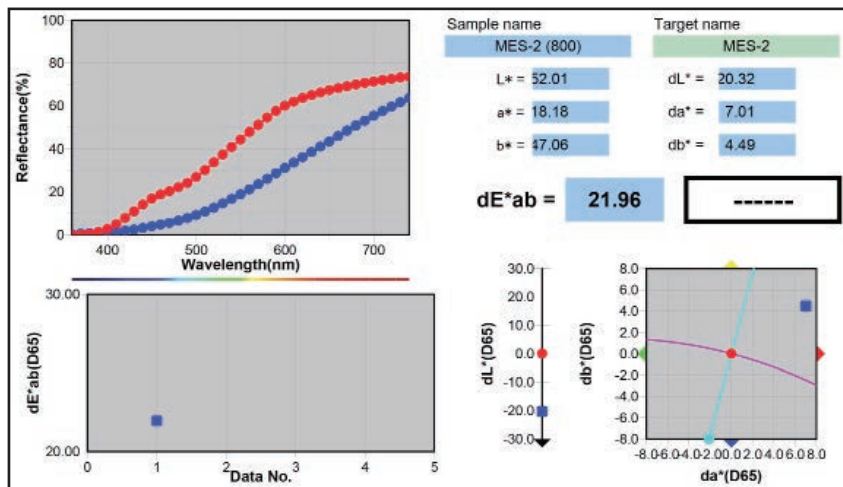 100
80
60
40
20
0
Reflectance(%)
400 500 600 700
Wavelength(nm)
Sample name Target name
MES-2 (800) MES-2
L* = 52.01 dL* = 20.32
a* = 18.18 da* = 7.01
b* = 47.06 db* = 4.49
dE*ab = 21.96 ------
30.00
20.00
dE*ab(D65)
0 1 2 3 4 5
Data No.
30.0
20.0
10.0
0.0
-10.0
-20.0
-30.0
dL*(D65)
8.0
6.0
4.0
2.0
0.0
-2.0
-4.0
-6.0
-8.0
db*(D65)
-8.0-6.0-4.0-2.00.0 2.0 4.0 6.0 8.0
da*(D65)